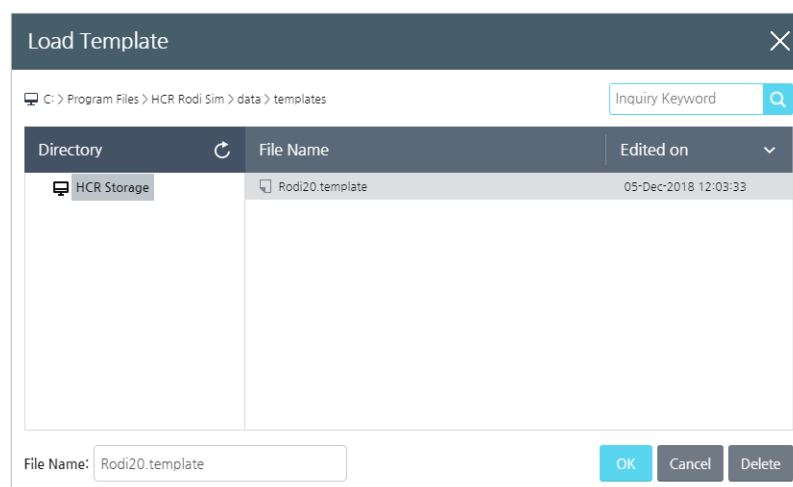 Load Template
C: > Program Files > HCR Rodi Sim > data > templates
Inquiry Keyword
Directory File Name Edited on
HCR Storage Rodi20.template 05-Dec-2018 12:03:33
File Name: Rodi20.template OK Cancel Delete